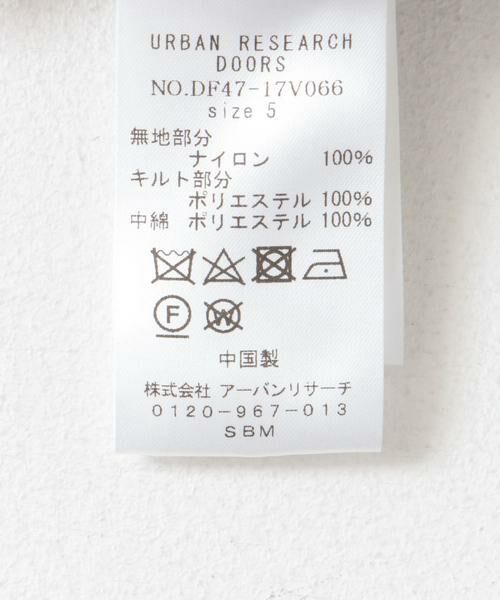 URBAN RESEARCH
DOORS
NO.DF47-17V066
size 5
無地部分
ナイロン 100%
キルト部分
ポリエステル 100%
中綿 ポリエステル 100%
F
W
中国製
株式会社 アーバンリサーチ
0120-967-013
SBM